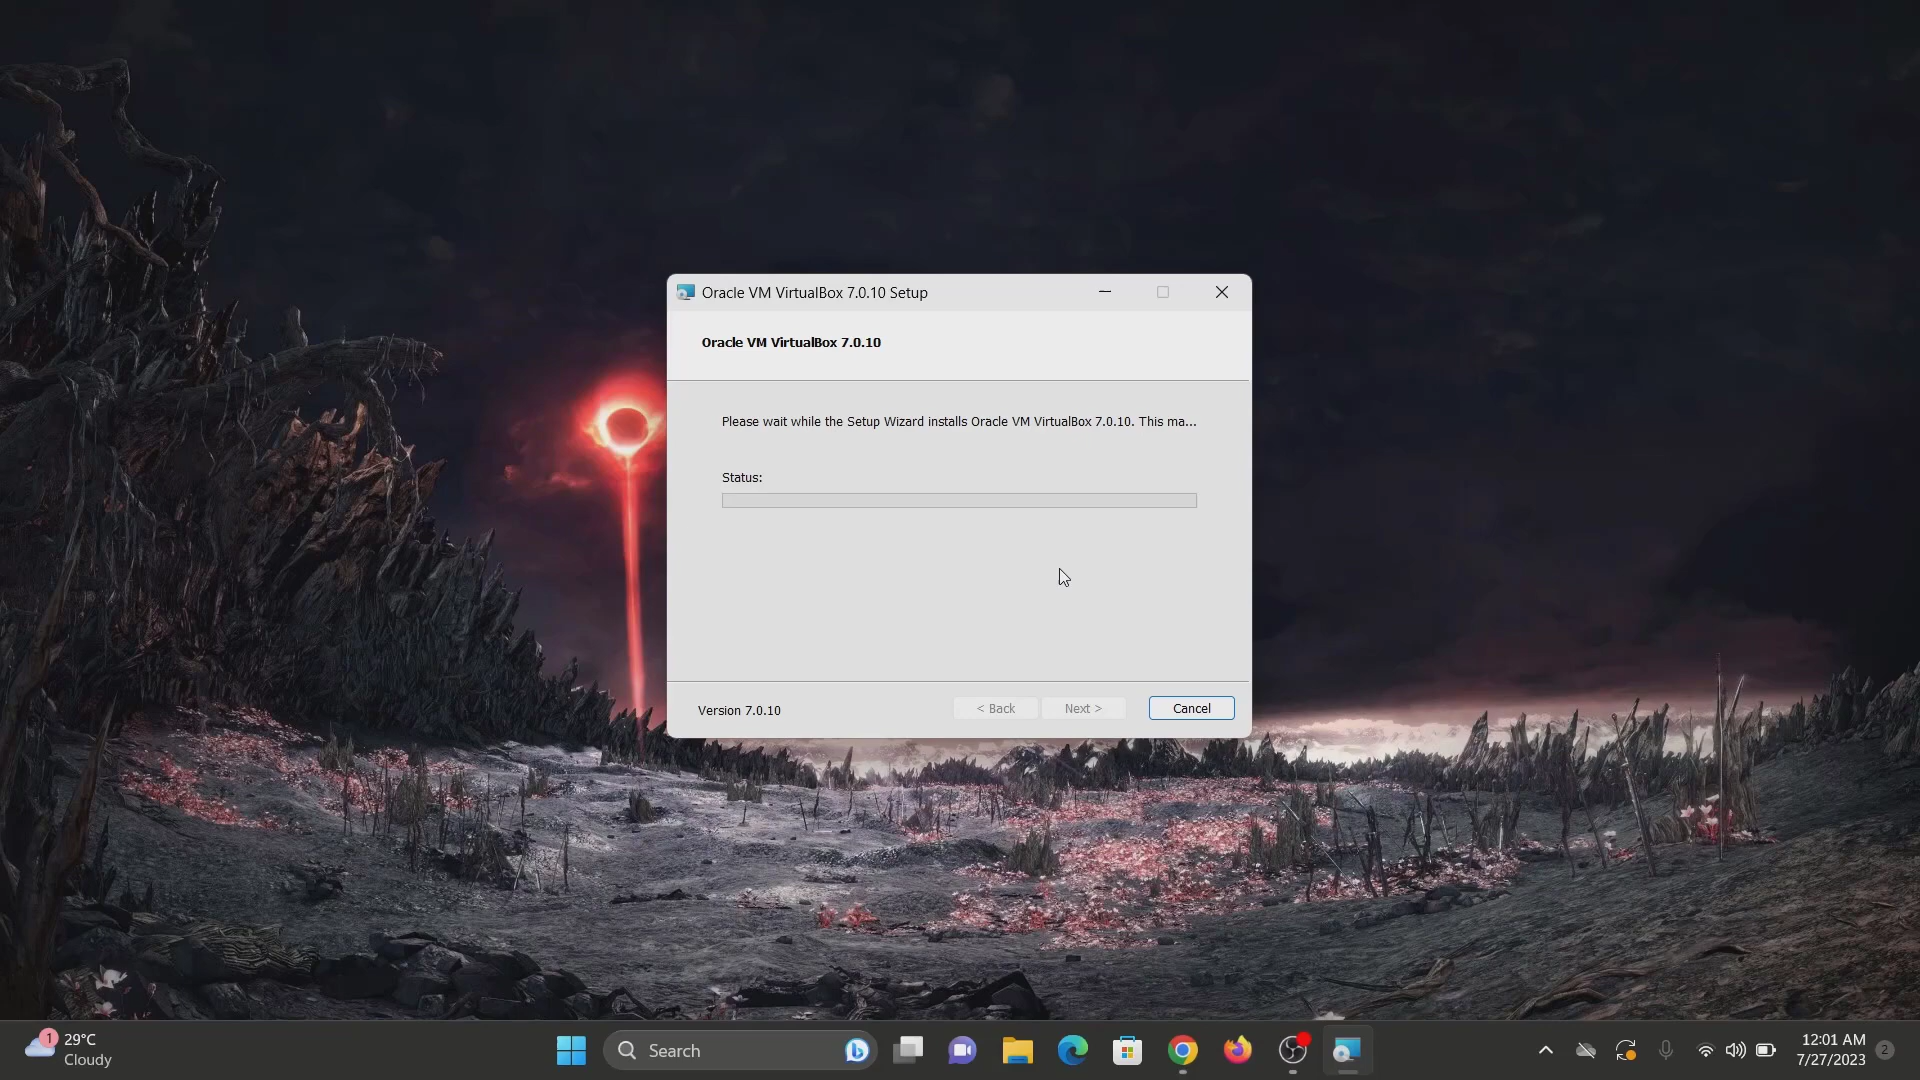 Oracle VM VirtualBox 7.0.10 Setup
Oracle VM VirtualBox 7.0.10
Please wait while the Setup Wizard installs Oracle VM VirtualBox 7.0.10. This ma...
Status:
Version 7.0.10
< Back
Next >
Cancel
1
29°C
Cloudy
Search
12:01 AM
7/27/2023
2